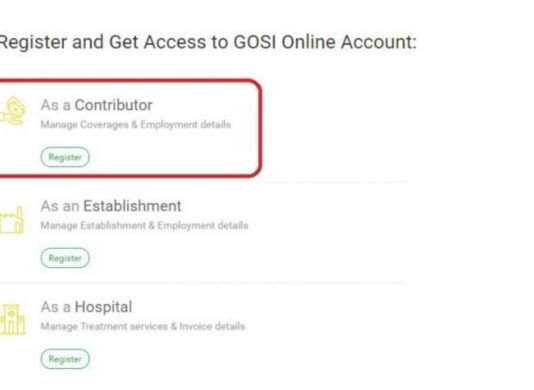 Register and Get Access to GOSI Online Account:
As a Contributor
Manage Coverages & Employment details
Register
As an Establishment
Manage Establishment & Employment details
Register
As a Hospital
Manage Treatment services & Invoice details
Register